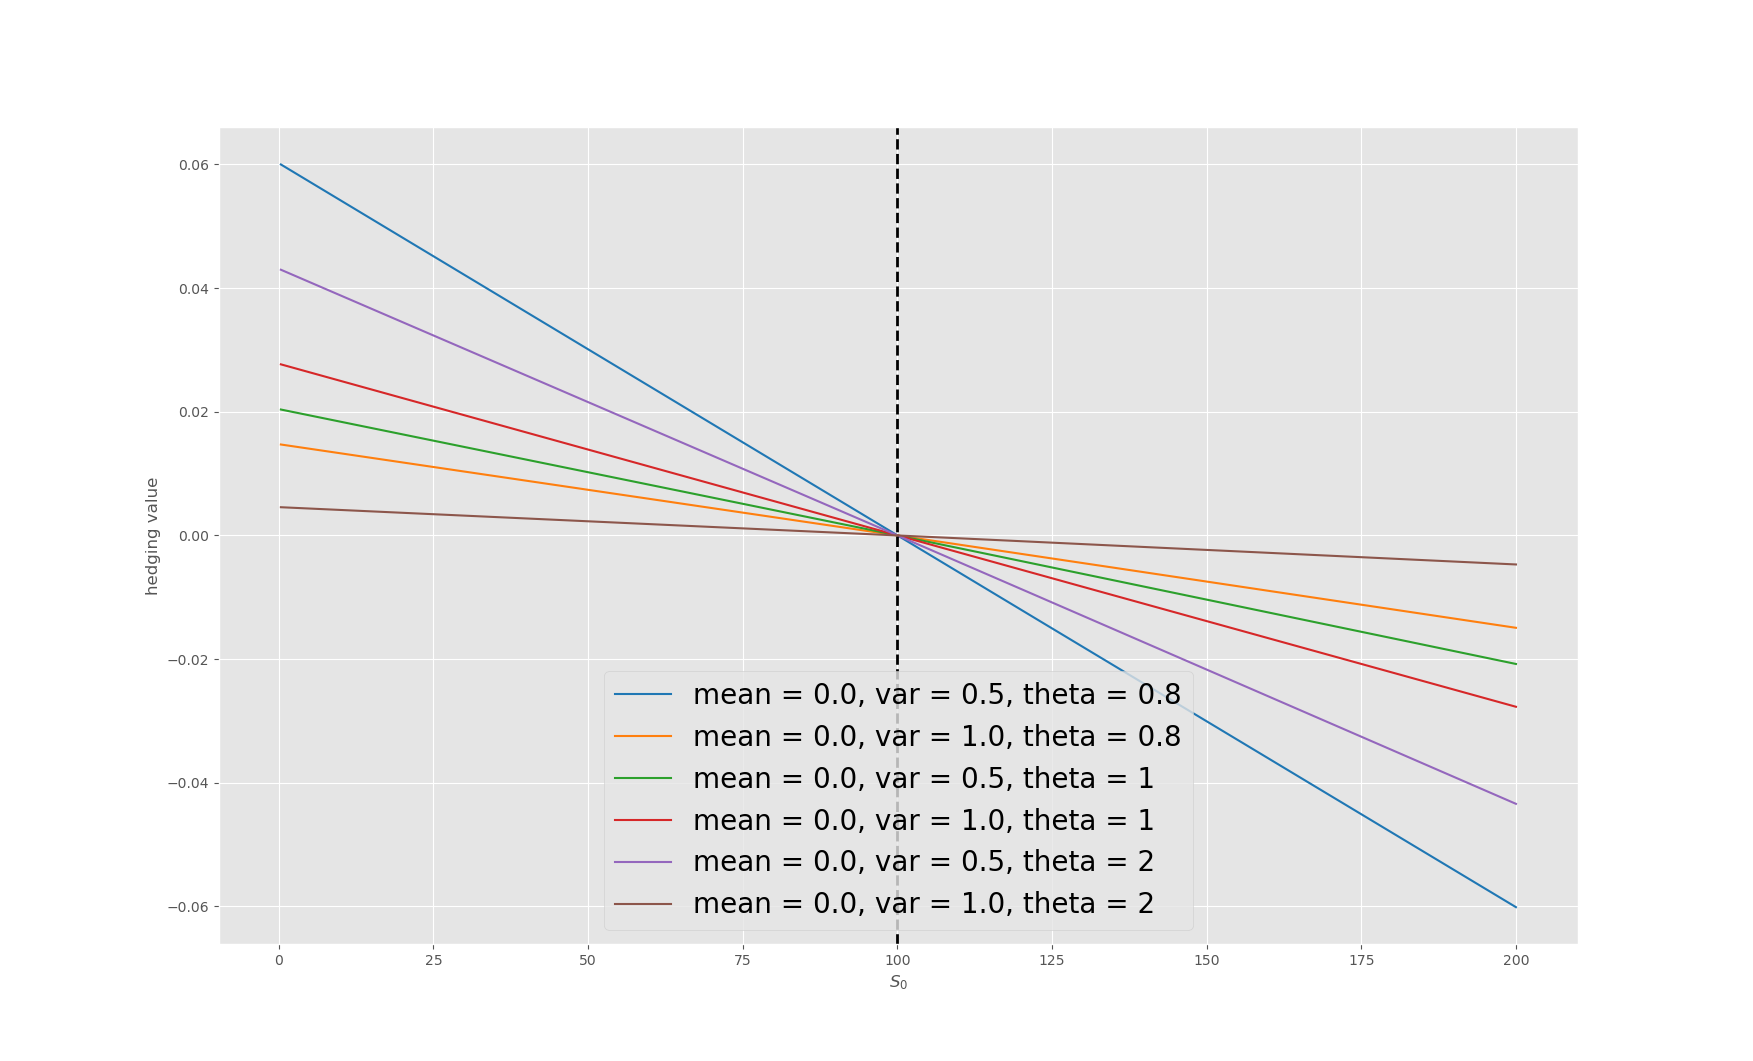 0.06
0.04
0.02
0.00
−0.02
−0.04
−0.06
hedging value
mean = 0.0, var = 0.5, theta = 0.8
mean = 0.0, var = 1.0, theta = 0.8
mean = 0.0, var = 0.5, theta = 1
mean = 0.0, var = 1.0, theta = 1
mean = 0.0, var = 0.5, theta = 2
mean = 0.0, var = 1.0, theta = 2
0 25 50 75 100 125 150 175 200
S₀